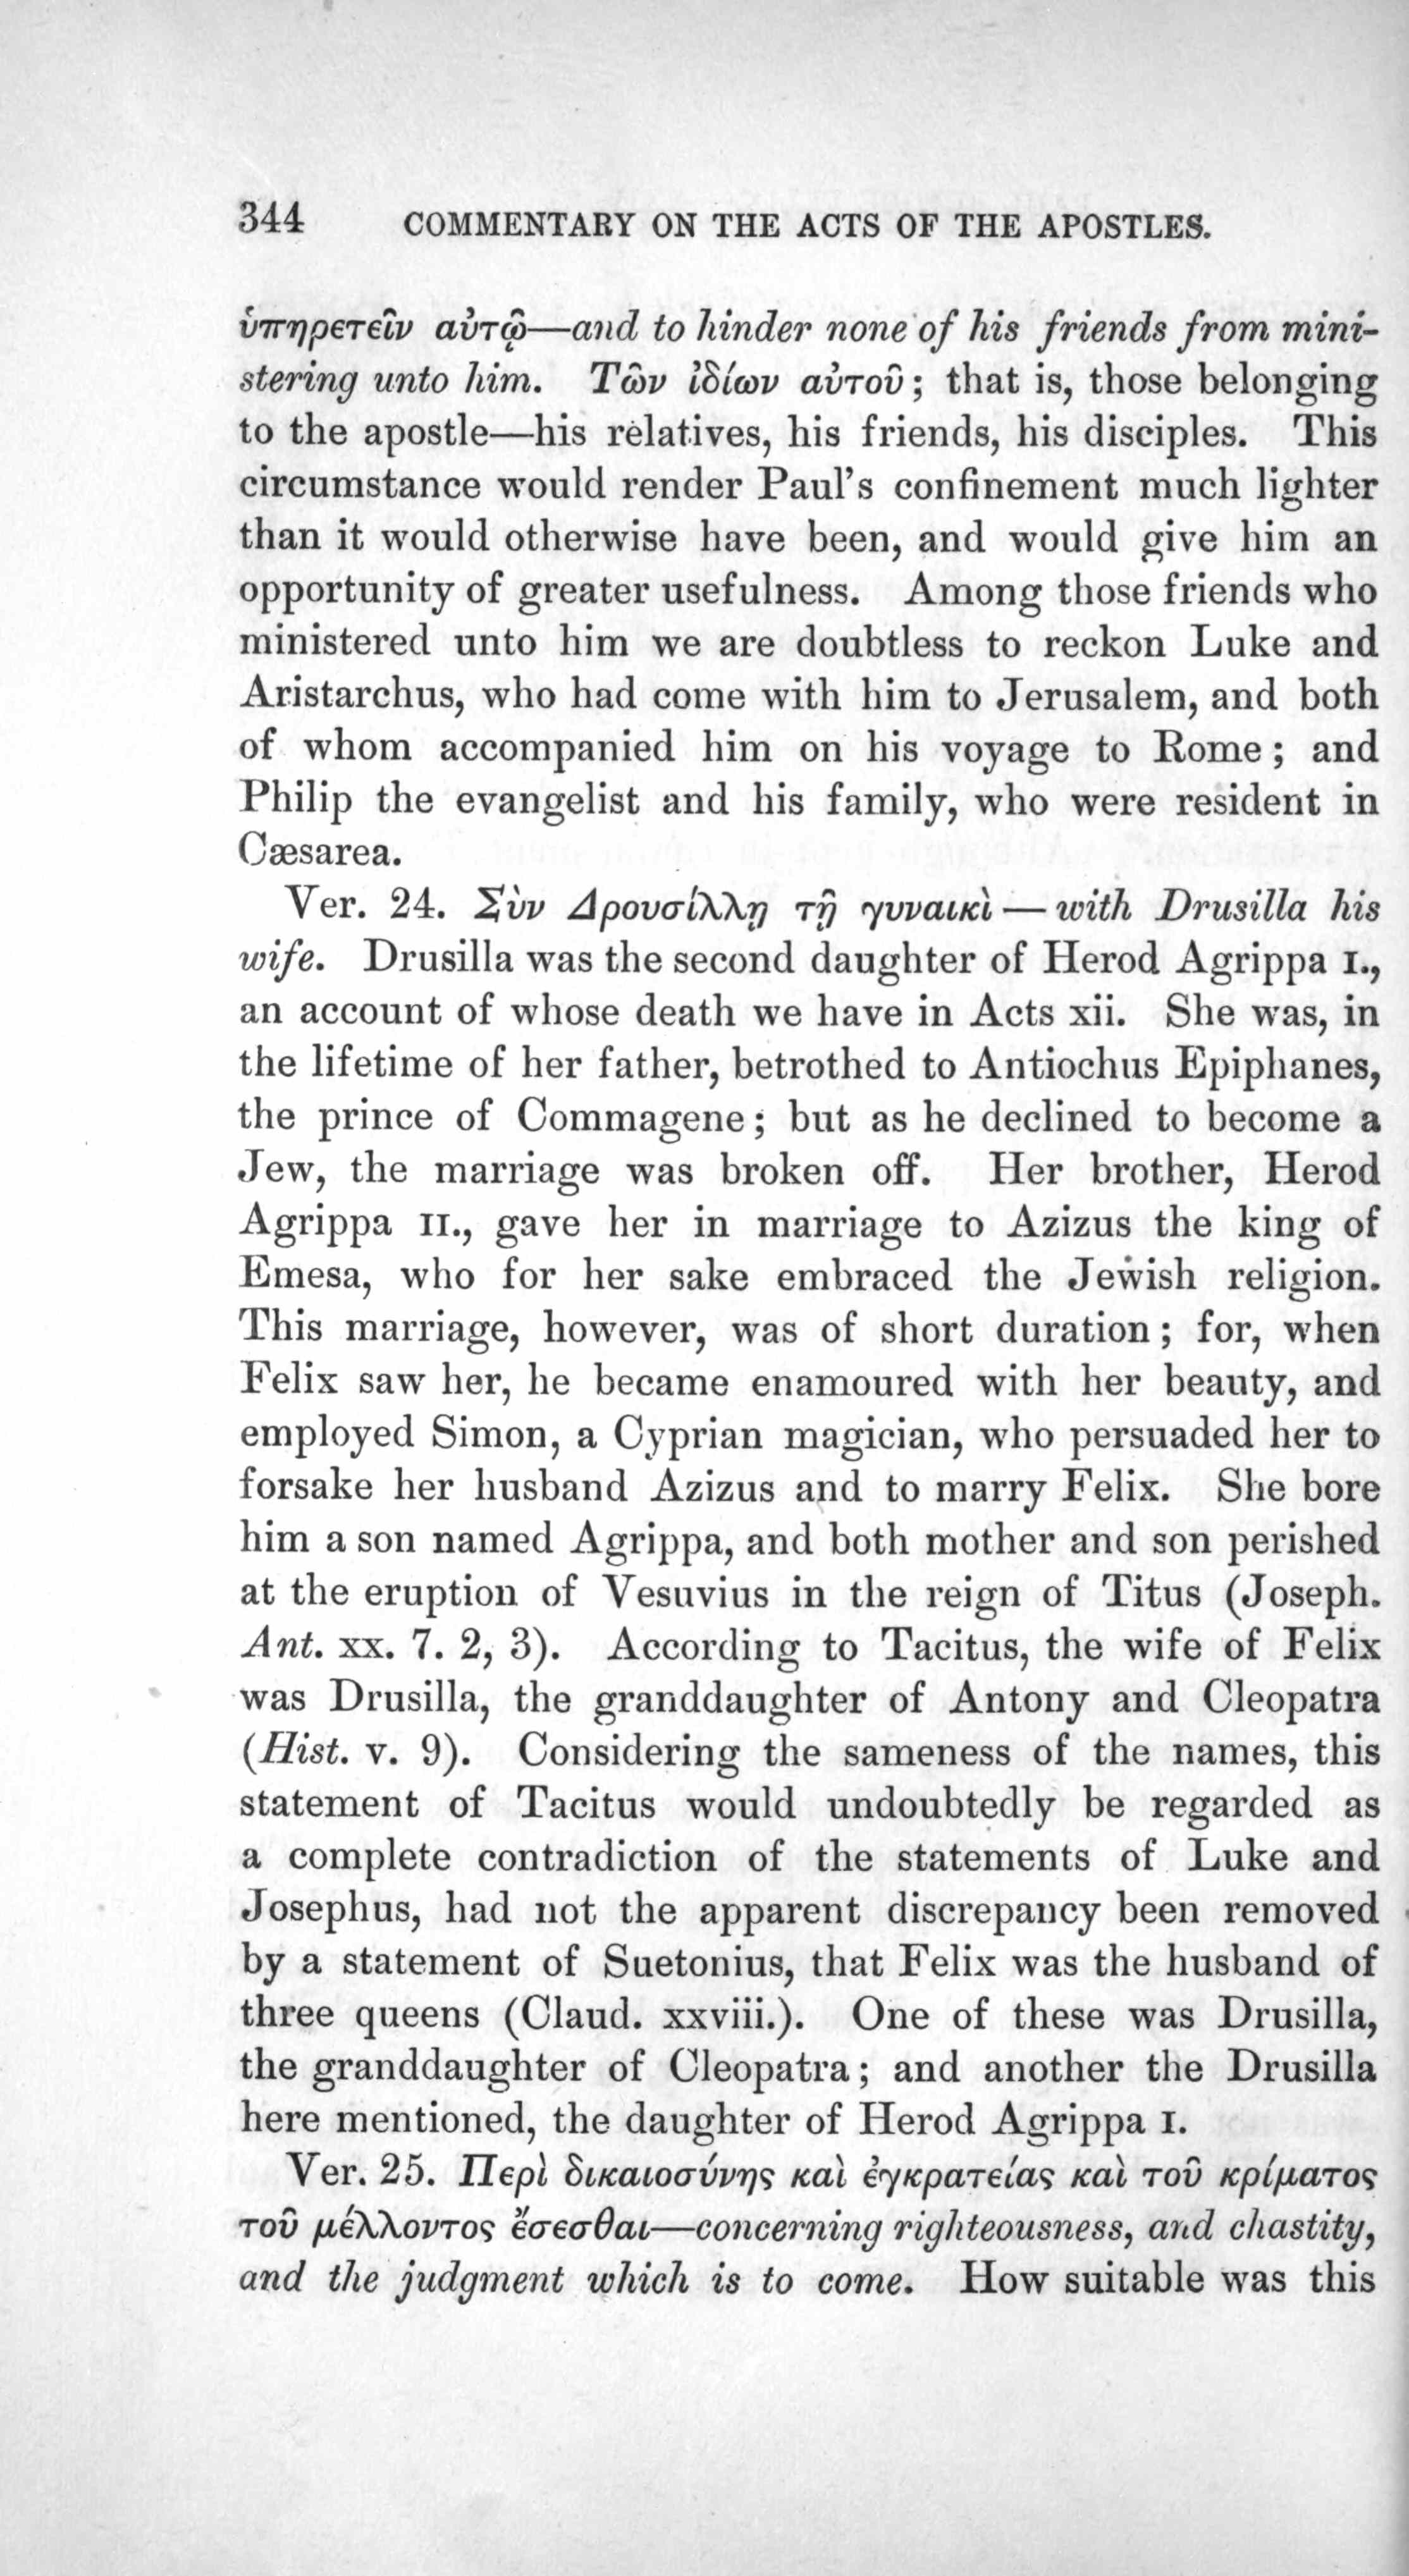 344 COMMENTARY ON THE ACTS OF THE APOSTLES.
ὑπηρετεῖν αὐτῷ—and to hinder none of his friends from mini-
stering unto him. Τῶν ἰδίων αὐτοῦ; that is, those belonging
to the apostle—his relatives, his friends, his disciples. This
circumstance would render Paul's confinement much lighter
than it would otherwise have been, and would give him an
opportunity of greater usefulness. Among those friends who
ministered unto him we are doubtless to reckon Luke and
Aristarchus, who had come with him to Jerusalem, and both
of whom accompanied him on his voyage to Rome; and
Philip the evangelist and his family, who were resident in
Cæsarea.
Ver. 24. Σὺν Δρουσίλλῃ τῇ γυναικὶ—with Drusilla his
wife. Drusilla was the second daughter of Herod Agrippa I.,
an account of whose death we have in Acts xii. She was, in
the lifetime of her father, betrothed to Antiochus Epiphanes,
the prince of Commagene; but as he declined to become a
Jew, the marriage was broken off. Her brother, Herod
Agrippa II., gave her in marriage to Azizus the king of
Emesa, who for her sake embraced the Jewish religion.
This marriage, however, was of short duration; for, when
Felix saw her, he became enamoured with her beauty, and
employed Simon, a Cyprian magician, who persuaded her to
forsake her husband Azizus and to marry Felix. She bore
him a son named Agrippa, and both mother and son perished
at the eruption of Vesuvius in the reign of Titus (Joseph.
Ant. xx. 7. 2, 3). According to Tacitus, the wife of Felix
was Drusilla, the granddaughter of Antony and Cleopatra
(Hist. v. 9). Considering the sameness of the names, this
statement of Tacitus would undoubtedly be regarded as
a complete contradiction of the statements of Luke and
Josephus, had not the apparent discrepancy been removed
by a statement of Suetonius, that Felix was the husband of
three queens (Claud. xxviii.). One of these was Drusilla,
the granddaughter of Cleopatra; and another the Drusilla
here mentioned, the daughter of Herod Agrippa I.
Ver. 25. Περὶ δικαιοσύνης καὶ ἐγκρατείας καὶ τοῦ κρίματος
τοῦ μέλλοντος ἔσεσθαι—concerning righteousness, and chastity,
and the judgment which is to come. How suitable was this